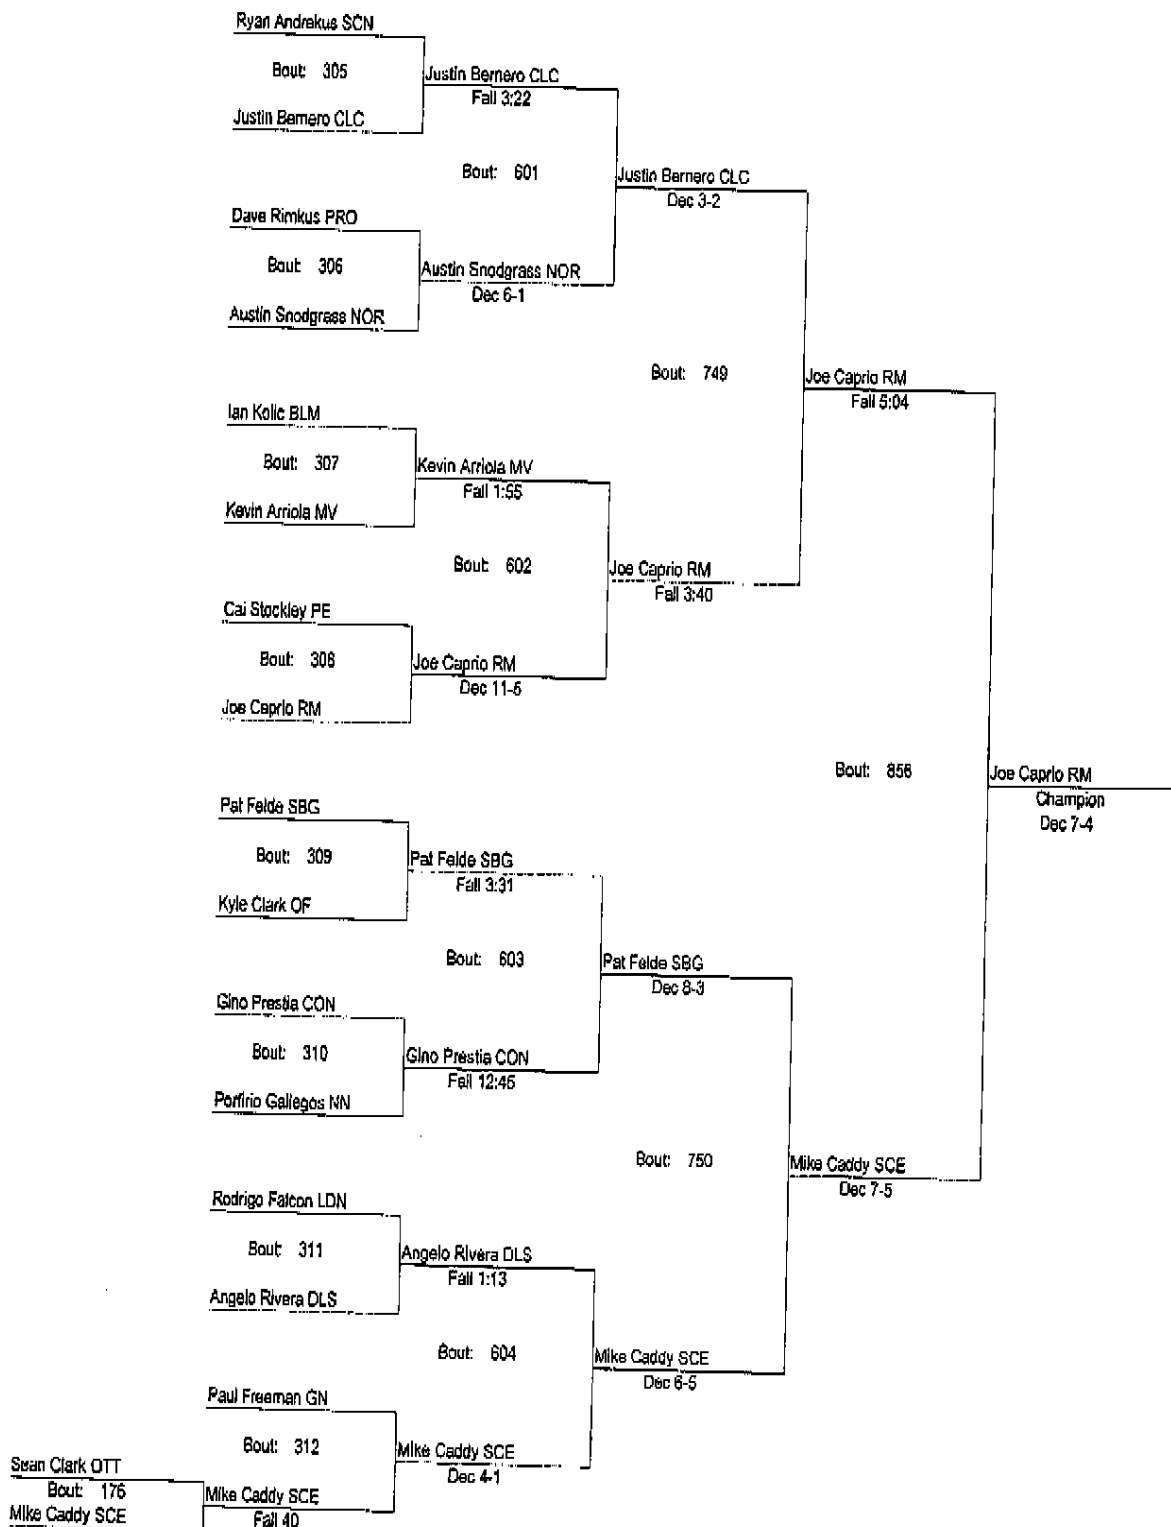 Ryan Andrekus SCN
Bout: 305
Justin Bernero CLC
Fall 3:22
Justin Bernero CLC
Bout: 601
Justin Bernero CLC
Dec 3-2
Dave Rimkus PRO
Bout: 306
Austin Snodgrass NOR
Dec 6-1
Austin Snodgrass NOR
Bout: 749
Joe Caprio RM
Fall 5:04
Ian Kolic BLM
Bout: 307
Kevin Arriola MV
Fall 1:55
Kevin Arriola MV
Bout: 602
Joe Caprio RM
Fall 3:40
Cai Stockley PE
Bout: 308
Joe Caprio RM
Dec 11-5
Joe Caprio RM
Bout: 856
Joe Caprio RM
Champion
Dec 7-4
Pat Felde SBG
Bout: 309
Pat Felde SBG
Fall 3:31
Kyle Clark OF
Bout: 603
Pat Felde SBG
Dec 8-3
Gino Prestia CON
Bout: 310
Gino Prestia CON
Fall 12:45
Porfirio Gallegos NN
Bout: 750
Mike Caddy SCE
Dec 7-5
Rodrigo Falcon LDN
Bout: 311
Angelo Rivera DLS
Fall 1:13
Angelo Rivera DLS
Bout: 604
Mike Caddy SCE
Dec 6-5
Paul Freeman GN
Bout: 312
Mike Caddy SCE
Dec 4-1
Sean Clark OTT
Bout: 176
Mike Caddy SCE
Fall 40
Mike Caddy SCE